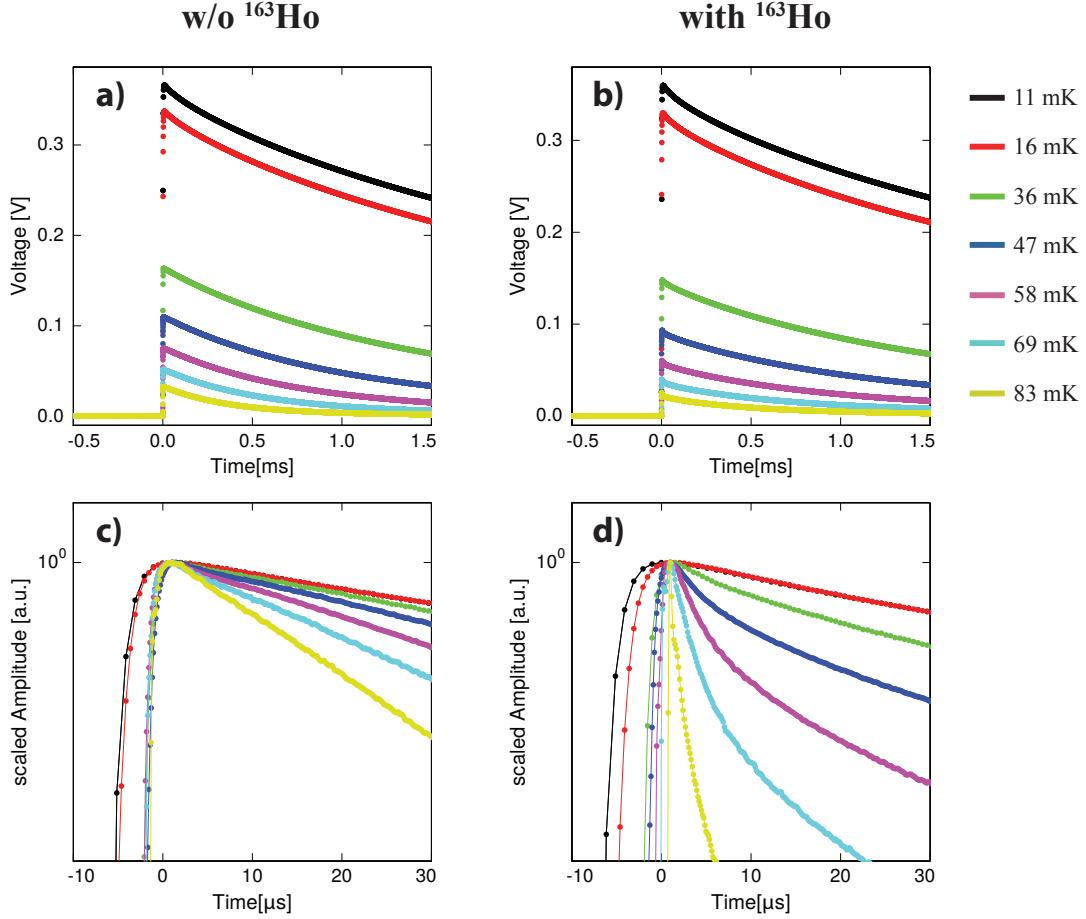 w/o ¹⁶³Ho
with ¹⁶³Ho
a)
Voltage [V]
0.3
0.2
0.1
0.0
-0.5
0.0
0.5
1.0
1.5
Time[ms]
b)
Voltage [V]
0.3
0.2
0.1
0.0
-0.5
0.0
0.5
1.0
1.5
Time[ms]
11 mK
16 mK
36 mK
47 mK
58 mK
69 mK
83 mK
c)
scaled Amplitude [a.u.]
10⁰
-10
0
10
20
30
Time[µs]
d)
scaled Amplitude [a.u.]
10⁰
-10
0
10
20
30
Time[µs]